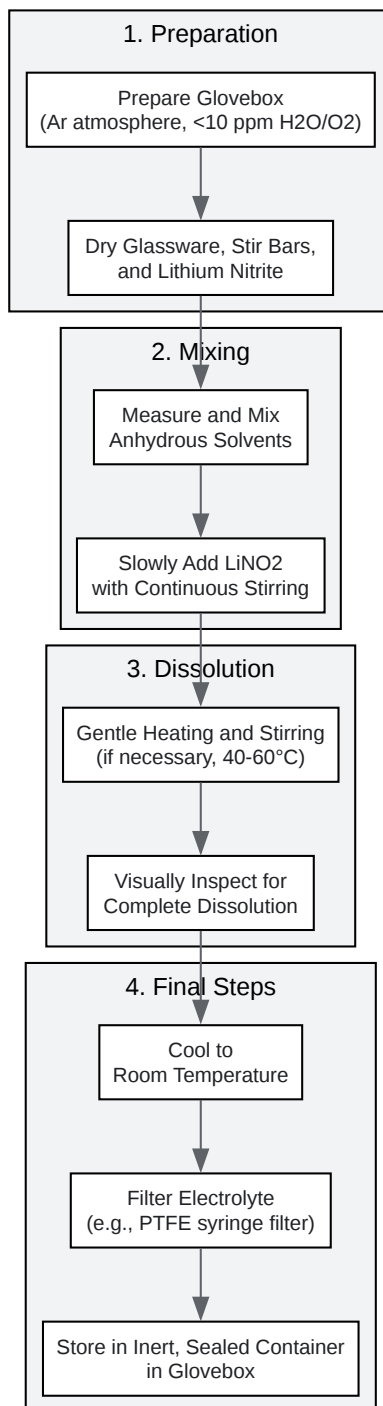 1. Preparation
Prepare Glovebox
(Ar atmosphere, <10 ppm H2O/O2)
Dry Glassware, Stir Bars,
and Lithium Nitrite
2. Mixing
Measure and Mix
Anhydrous Solvents
Slowly Add LiNO2
with Continuous Stirring
3. Dissolution
Gentle Heating and Stirring
(if necessary, 40-60°C)
Visually Inspect for
Complete Dissolution
4. Final Steps
Cool to
Room Temperature
Filter Electrolyte
(e.g., PTFE syringe filter)
Store in Inert, Sealed Container
in Glovebox